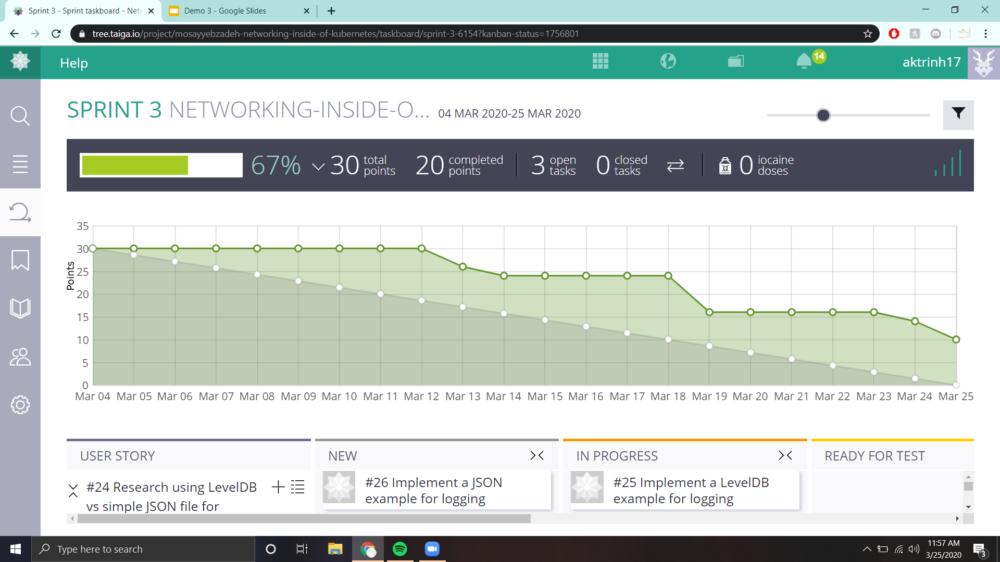 Sprint 3 - Sprint taskboard - Netw
Demo 3 - Google Slides
tree.taiga.io/project/mosayyebzadeh-networking-inside-of-kubernetes/taskboard/sprint-3-6154?kanban-status=1756801
Help
14
aktrinh17
SPRINT 3 NETWORKING-INSIDE-O... 04 MAR 2020-25 MAR 2020
67% 30 total points 20 completed points 3 open tasks 0 closed tasks 0 iocaine doses
Points
35
30
25
20
15
10
5
0
Mar 04 Mar 05 Mar 06 Mar 07 Mar 08 Mar 09 Mar 10 Mar 11 Mar 12 Mar 13 Mar 14 Mar 15 Mar 16 Mar 17 Mar 18 Mar 19 Mar 20 Mar 21 Mar 22 Mar 23 Mar 24 Mar 25
USER STORY
NEW
IN PROGRESS
READY FOR TEST
#24 Research using LevelDB
vs simple JSON file for
#26 Implement a JSON
example for logging
#25 Implement a LevelDB
example for logging
Type here to search
11:57 AM
3/25/2020
3